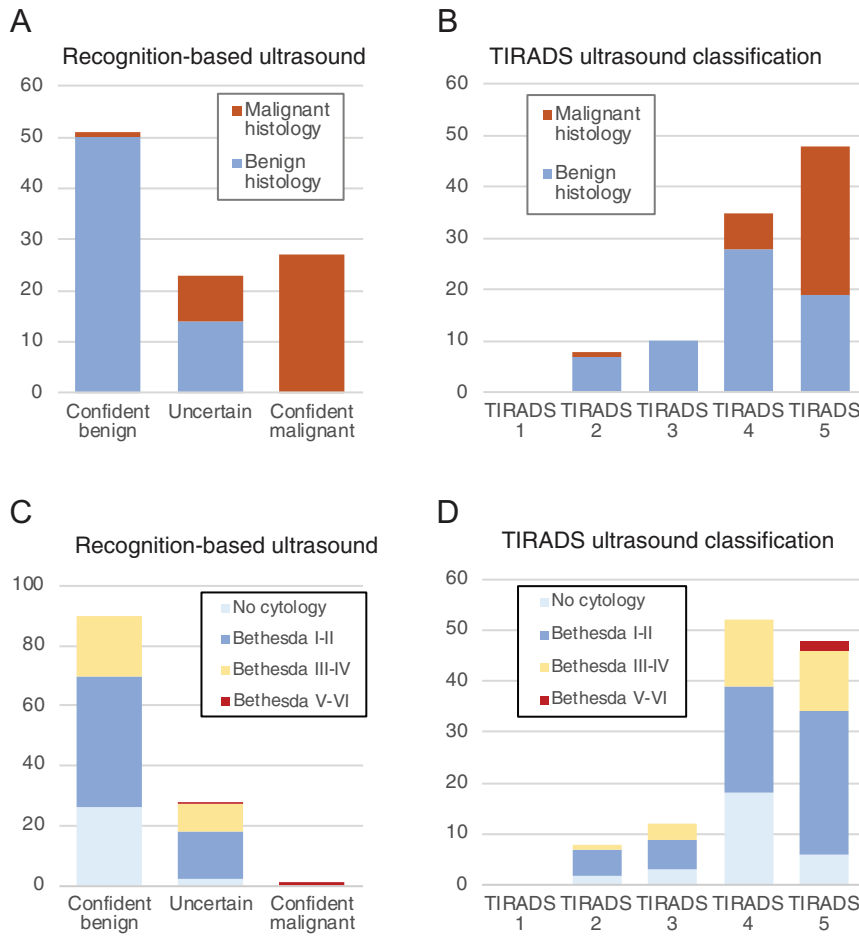 A
Recognition-based ultrasound
60
50
40
30
20
10
0
Malignant
histology
Benign
histology
Confident
benign
Uncertain
Confident
malignant
B
TIRADS ultrasound classification
60
50
40
30
20
10
0
Malignant
histology
Benign
histology
TIRADS
1
TIRADS
2
TIRADS
3
TIRADS
4
TIRADS
5
C
Recognition-based ultrasound
100
80
60
40
20
0
No cytology
Bethesda I-II
Bethesda III-IV
Bethesda V-VI
Confident
benign
Uncertain
Confident
malignant
D
TIRADS ultrasound classification
60
50
40
30
20
10
0
No cytology
Bethesda I-II
Bethesda III-IV
Bethesda V-VI
TIRADS
1
TIRADS
2
TIRADS
3
TIRADS
4
TIRADS
5